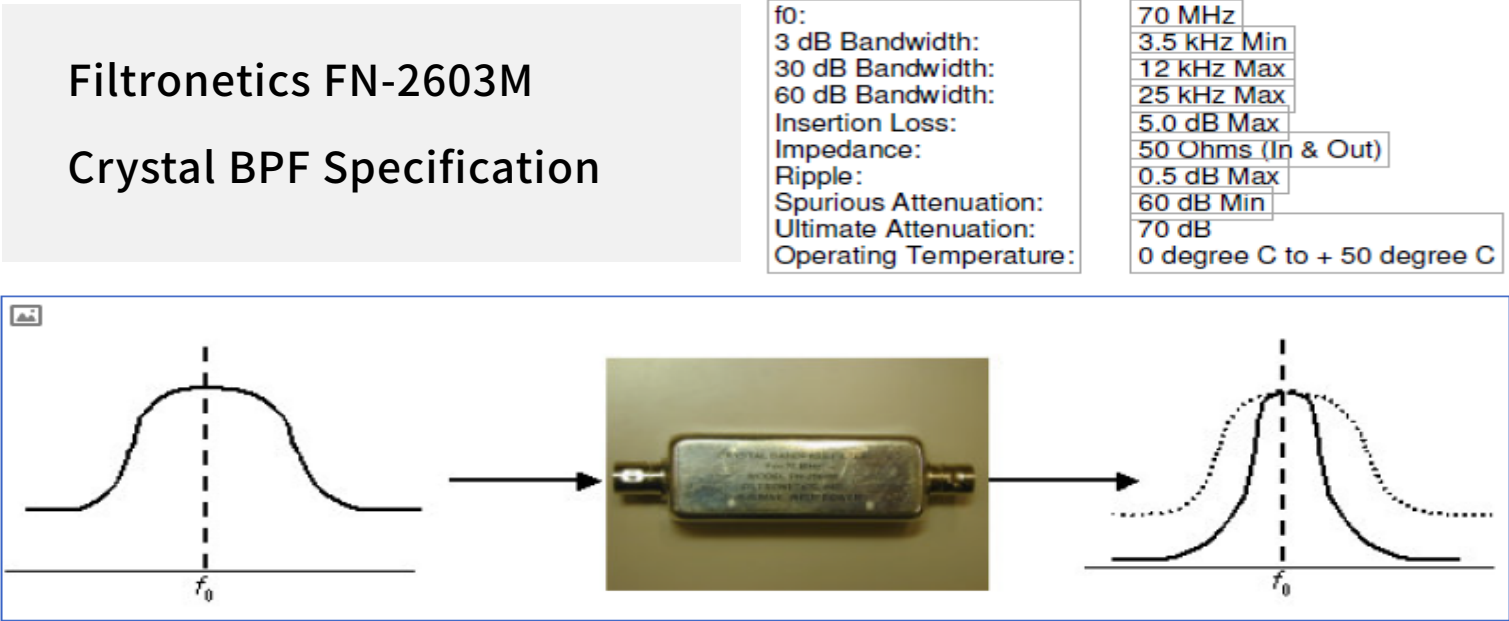 Filtronetics FN-2603M
Crystal BPF Specification
f0: 70 MHz
3 dB Bandwidth: 3.5 kHz Min
30 dB Bandwidth: 12 kHz Max
60 dB Bandwidth: 25 kHz Max
Insertion Loss: 5.0 dB Max
Impedance: 50 Ohms (In & Out)
Ripple: 0.5 dB Max
Spurious Attenuation: 60 dB Min
Ultimate Attenuation: 70 dB
Operating Temperature: 0 degree C to + 50 degree C
CRYSTAL BANDPASS FILTER
f0
f0